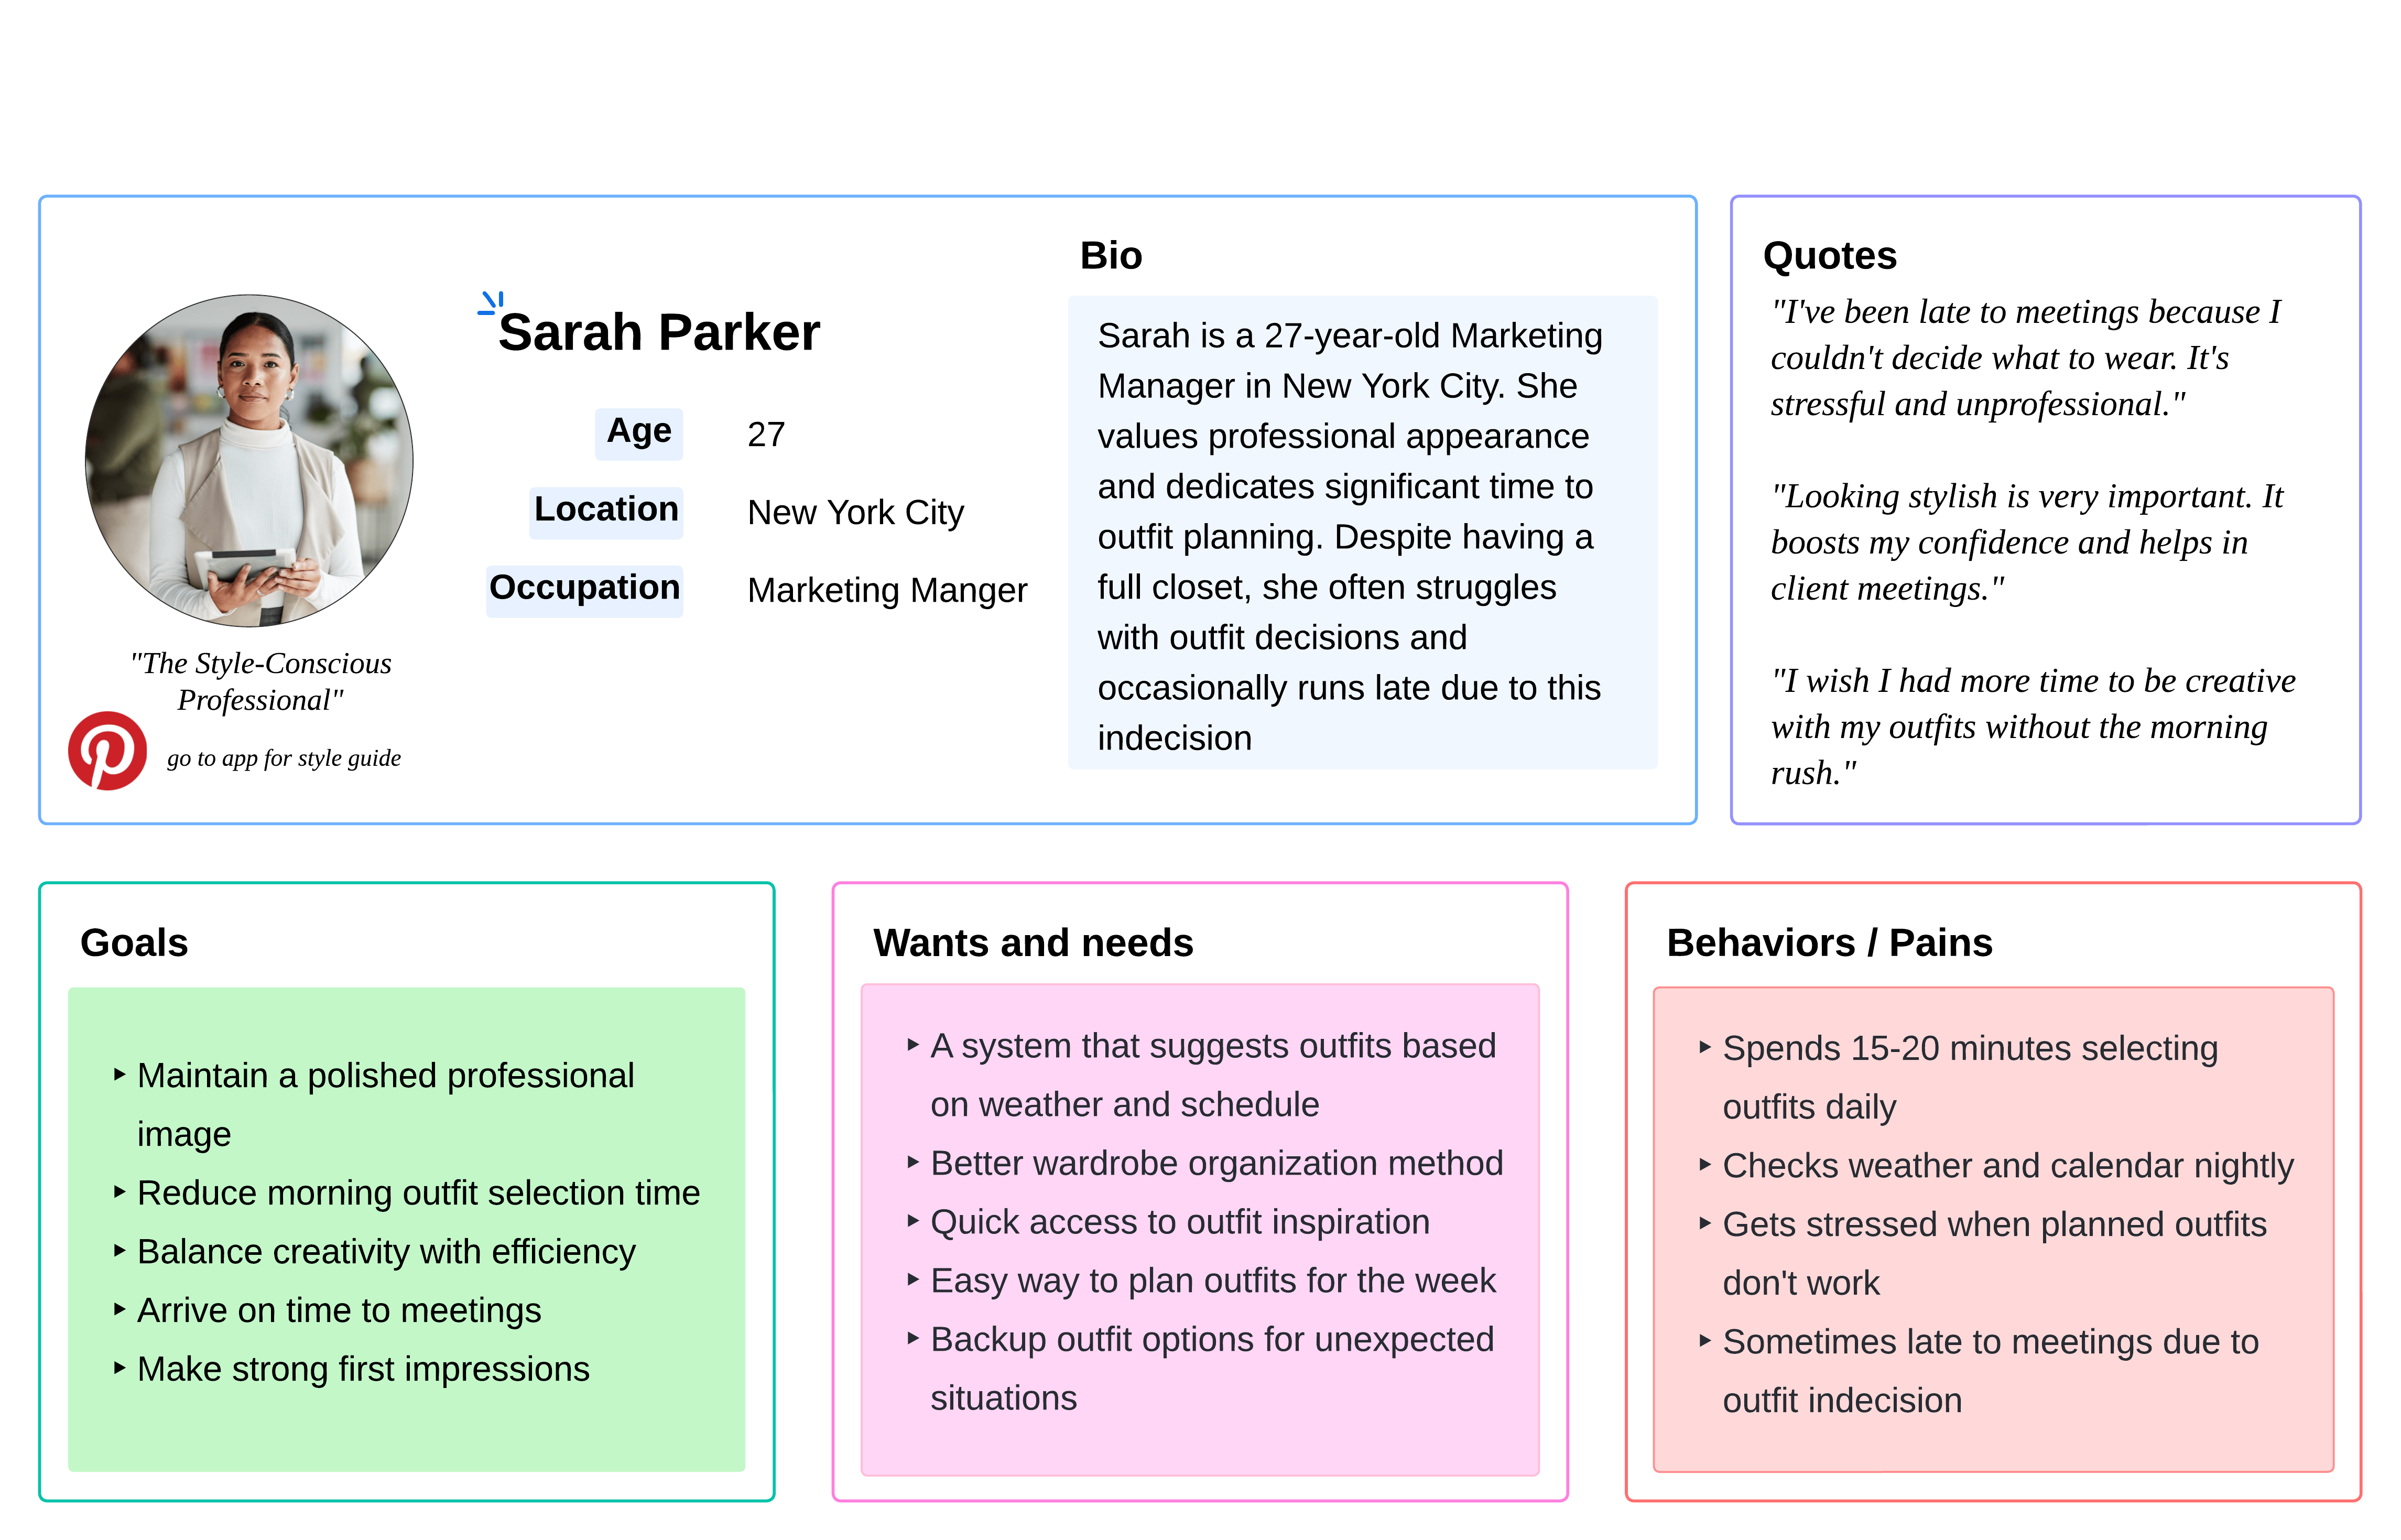 Sarah Parker
Age
27
Location
New York City
Occupation
Marketing Manger
"The Style-Conscious
Professional"
go to app for style guide
Bio
Sarah is a 27-year-old Marketing
Manager in New York City. She
values professional appearance
and dedicates significant time to
outfit planning. Despite having a
full closet, she often struggles
with outfit decisions and
occasionally runs late due to this
indecision
Quotes
"I've been late to meetings because I
couldn't decide what to wear. It's
stressful and unprofessional."
"Looking stylish is very important. It
boosts my confidence and helps in
client meetings."
"I wish I had more time to be creative
with my outfits without the morning
rush."
Goals
‣ Maintain a polished professional
image
‣ Reduce morning outfit selection time
‣ Balance creativity with efficiency
‣ Arrive on time to meetings
‣ Make strong first impressions
Wants and needs
‣ A system that suggests outfits based
on weather and schedule
‣ Better wardrobe organization method
‣ Quick access to outfit inspiration
‣ Easy way to plan outfits for the week
‣ Backup outfit options for unexpected
situations
Behaviors / Pains
‣ Spends 15-20 minutes selecting
outfits daily
‣ Checks weather and calendar nightly
‣ Gets stressed when planned outfits
don't work
‣ Sometimes late to meetings due to
outfit indecision